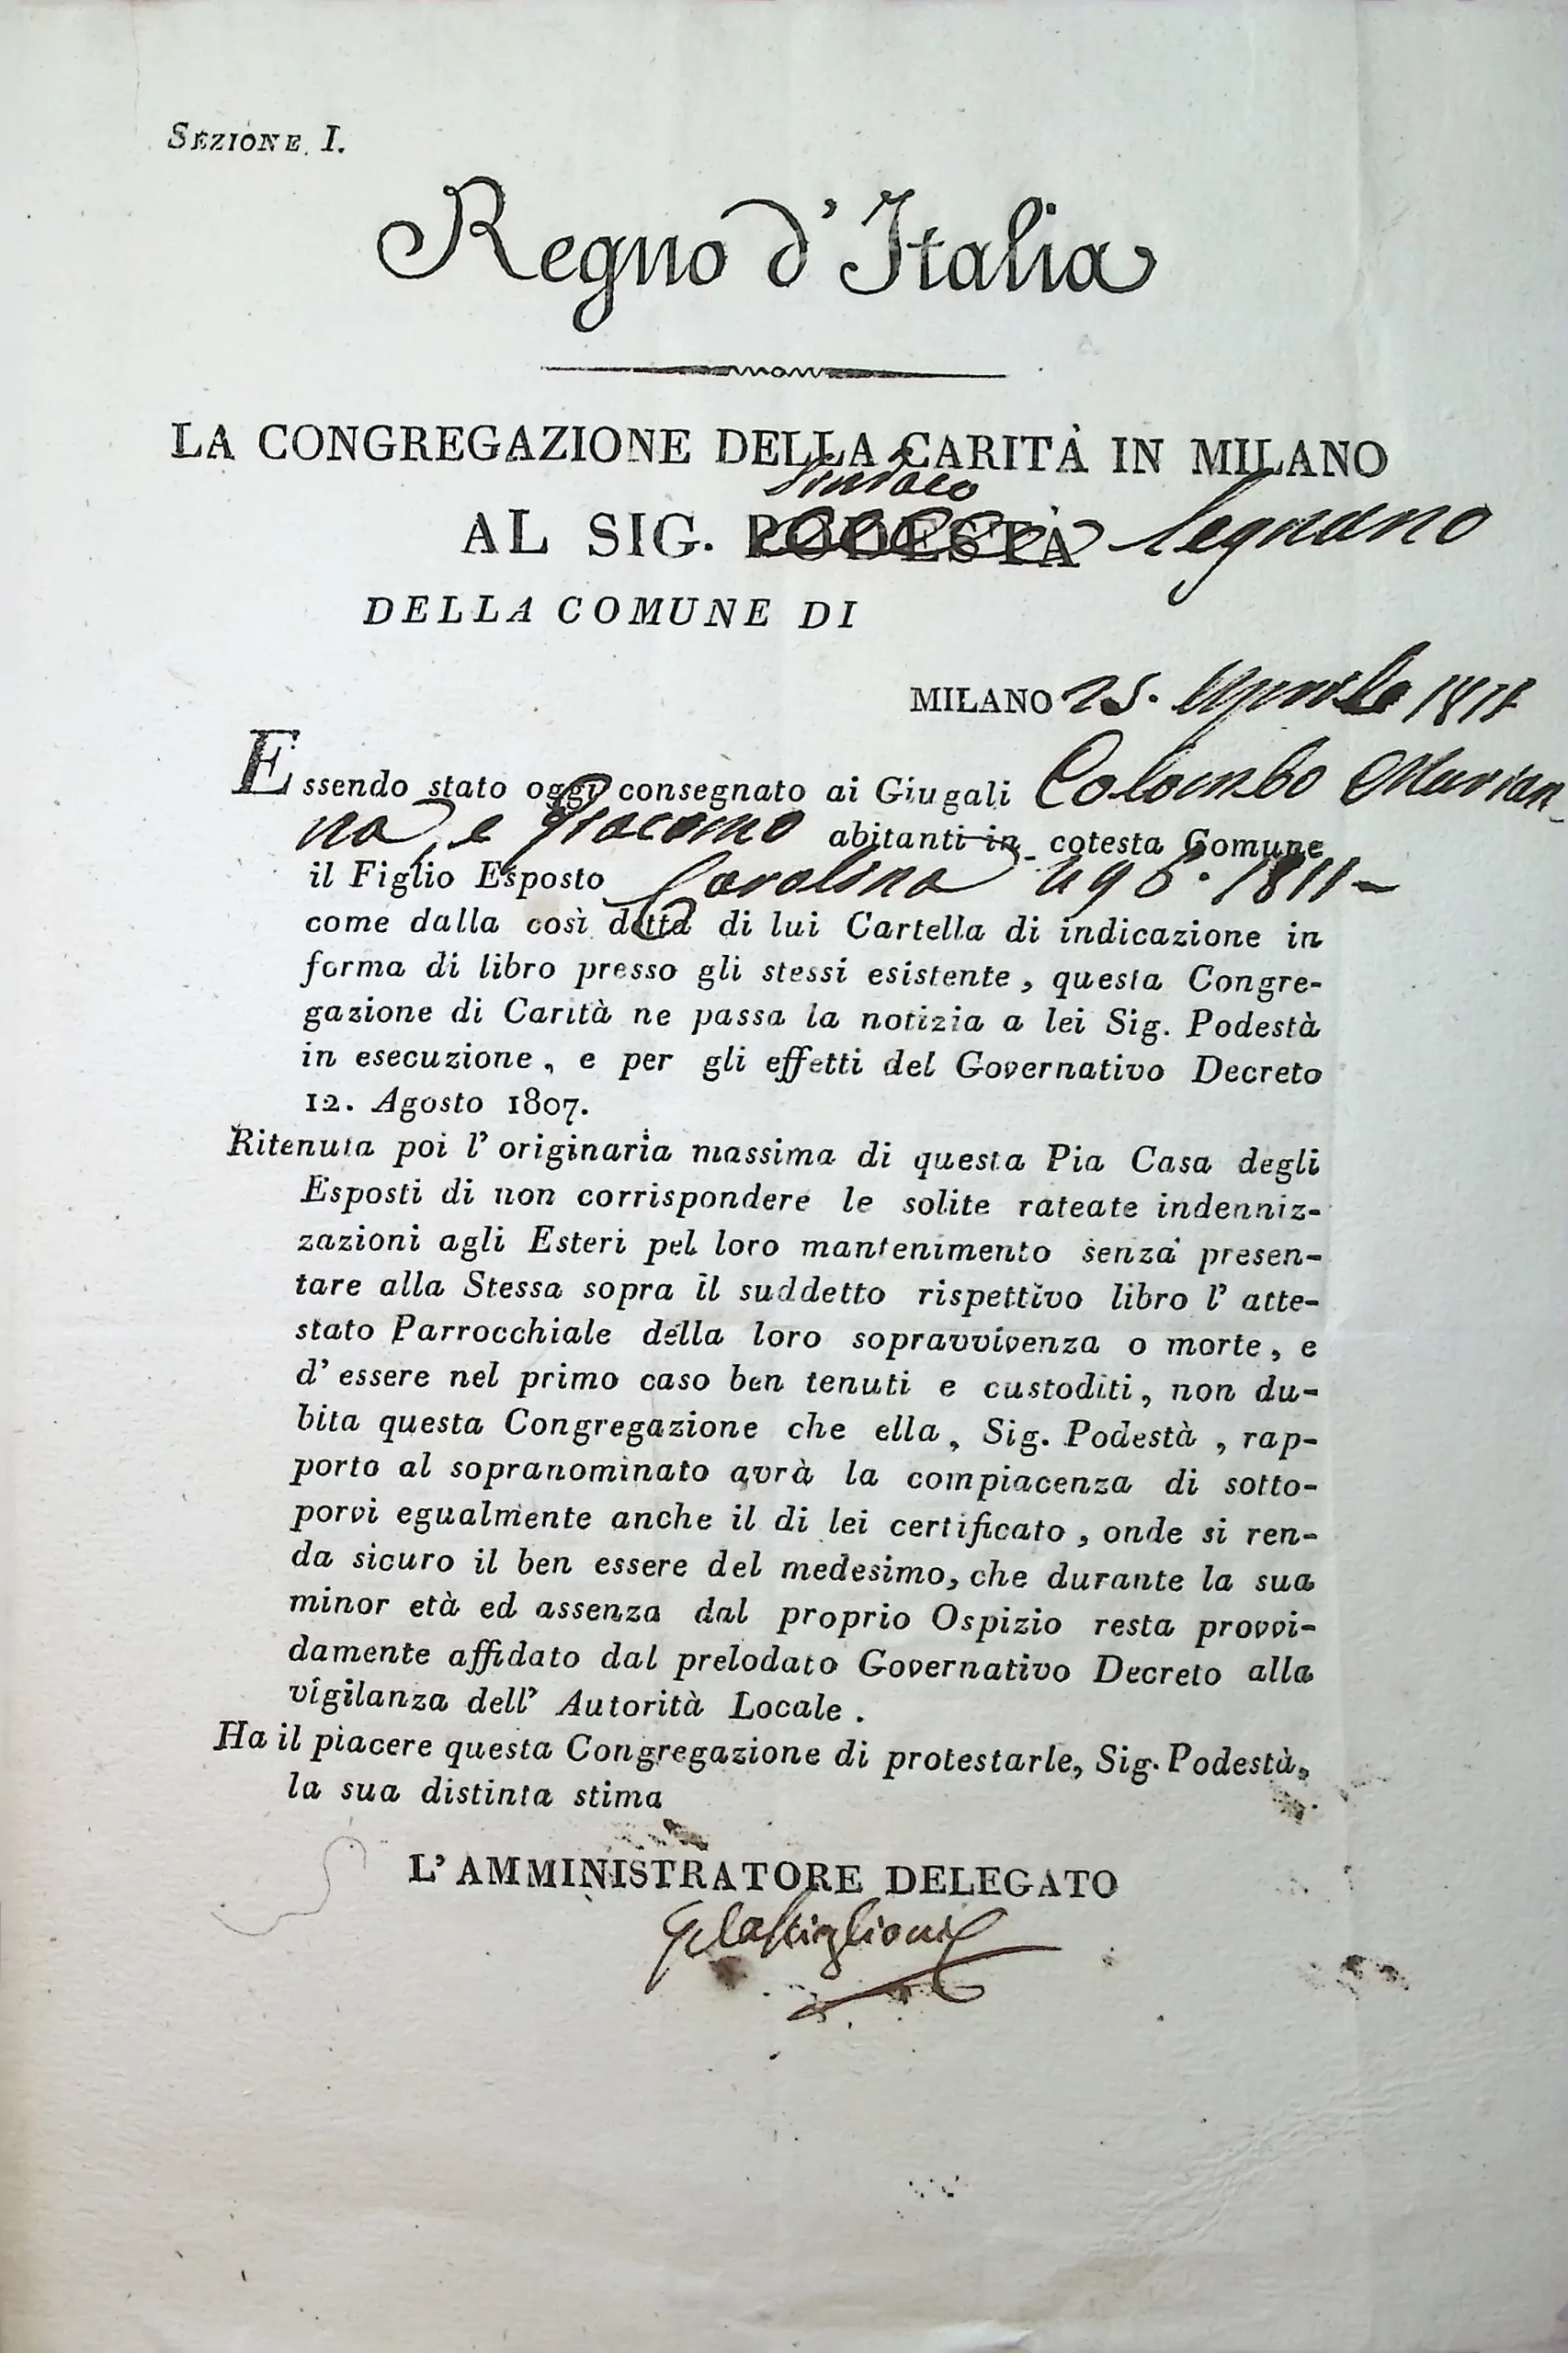 SEZIONE I.
Regno d'Italia
LA CONGREGAZIONE DELLA CARITÀ IN MILANO
Sindaco
AL SIG. PODESTÀ Legnano
DELLA COMUNE DI
MILANO 25. Aprile 1811
Essendo stato oggi consegnato ai Giugali Colombo Marian-
na, e Giacomo abitanti in cotesta Comune
il Figlio Esposto Carolina 496. 1811-
come dalla così detta di lui Cartella di indicazione in
forma di libro presso gli stessi esistente, questa Congre-
gazione di Carità ne passa la notizia a lei Sig. Podestà
in esecuzione, e per gli effetti del Governativo Decreto
12. Agosto 1807.
Ritenuta poi l' originaria massima di questa Pia Casa degli
Esposti di non corrispondere le solite rateate indenniz-
zazioni agli Esteri pel loro mantenimento senza presen-
tare alla Stessa sopra il suddetto rispettivo libro l' atte-
stato Parrocchiale della loro sopravvivenza o morte, e
d' essere nel primo caso ben tenuti e custoditi, non du-
bita questa Congregazione che ella, Sig. Podestà, rap-
porto al sopranominato avrà la compiacenza di sotto-
porvi egualmente anche il di lei certificato, onde si ren-
da sicuro il ben essere del medesimo, che durante la sua
minor età ed assenza dal proprio Ospizio resta provvi-
damente affidato dal prelodato Governativo Decreto alla
vigilanza dell' Autorità Locale.
Ha il piacere questa Congregazione di protestarle, Sig. Podestà,
la sua distinta stima
L' AMMINISTRATORE DELEGATO
Castiglioni